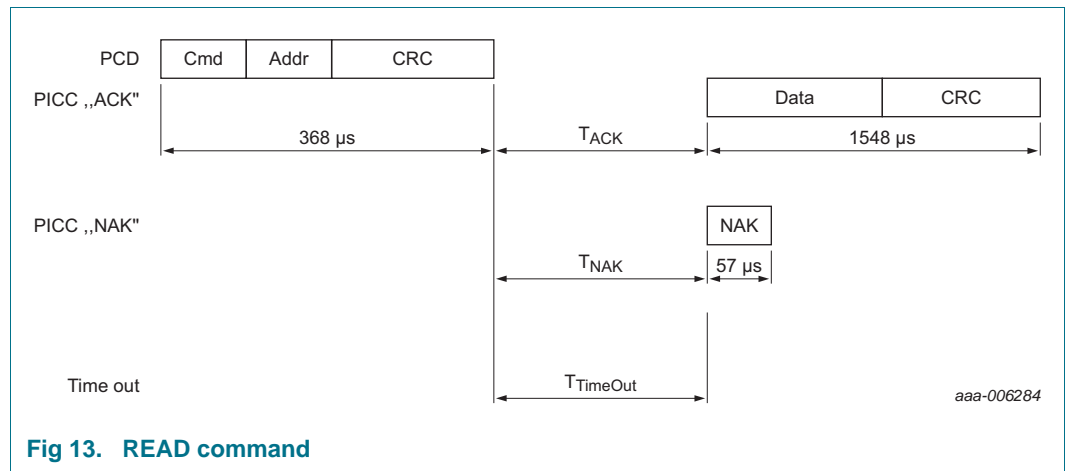 PCD Cmd Addr CRC
PICC ,,ACK" Data CRC
368 µs TACK 1548 µs
PICC ,,NAK" NAK
TNAK 57 µs
Time out TTimeOut aaa-006284
Fig 13. READ command